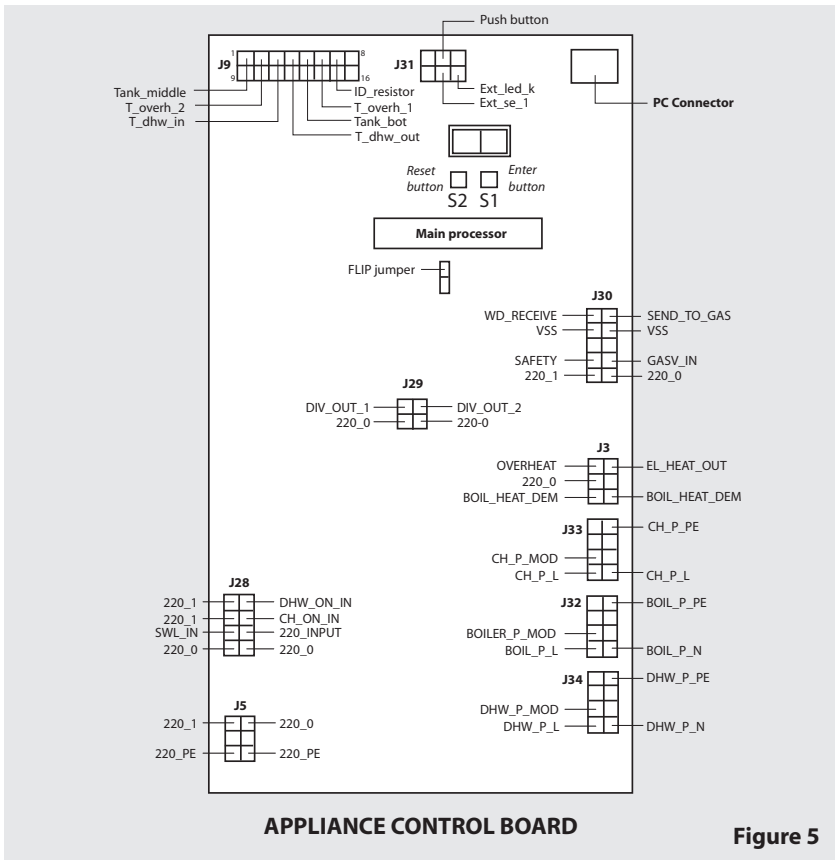 Push button
J9
1
8
9
16
J31
Tank_middle
T_overh_2
T_dhw_in
ID_resistor
T_overh_1
Tank_bot
T_dhw_out
Ext_led_k
Ext_se_1
PC Connector
Reset button
Enter button
S2 S1
Main processor
FLIP jumper
J30
WD_RECEIVE SEND_TO_GAS
VSS VSS
SAFETY GASV_IN
220_1 220_0
J29
DIV_OUT_1 DIV_OUT_2
220_0 220-0
J3
OVERHEAT EL_HEAT_OUT
220_0
BOIL_HEAT_DEM BOIL_HEAT_DEM
J33 CH_P_PE
CH_P_MOD
CH_P_L CH_P_L
J28
220_1 DHW_ON_IN
220_1 CH_ON_IN
SWL_IN 220_INPUT
220_0 220_0
J32 BOIL_P_PE
BOILER_P_MOD
BOIL_P_L BOIL_P_N
J34 DHW_P_PE
DHW_P_MOD
DHW_P_L DHW_P_N
J5
220_1 220_0
220_PE 220_PE
APPLIANCE CONTROL BOARD
Figure 5